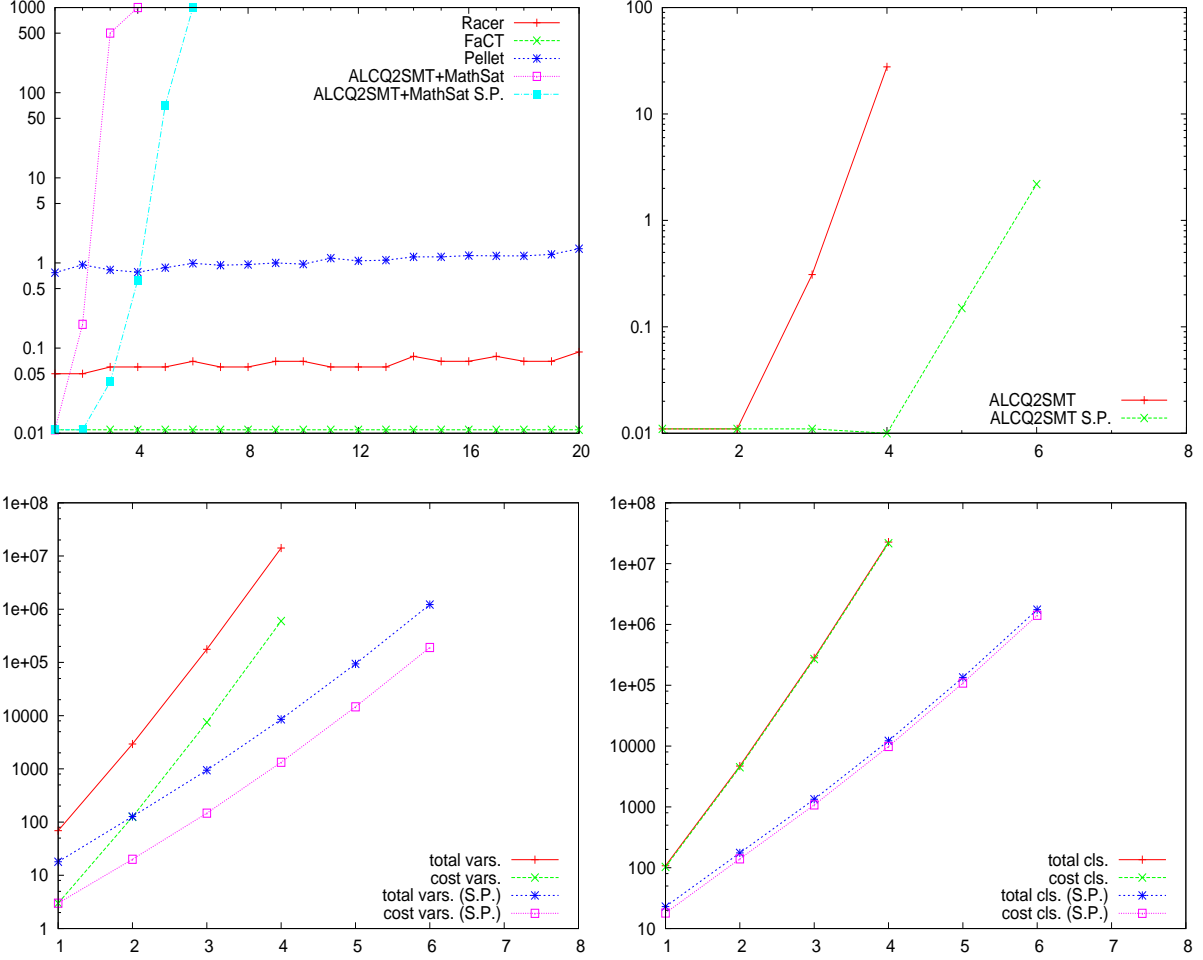 1000
500
100
50
10
5
1
0.5
0.1
0.05
0.01
4
8
12
16
20
Racer
FaCT
Pellet
ALCQ2SMT+MathSat
ALCQ2SMT+MathSat S.P.
100
10
1
0.1
0.01
2
4
6
8
ALCQ2SMT
ALCQ2SMT S.P.
1e+08
1e+07
1e+06
1e+05
10000
1000
100
10
1
1
2
3
4
5
6
7
8
total vars.
cost vars.
total vars. (S.P.)
cost vars. (S.P.)
1e+08
1e+07
1e+06
1e+05
10000
1000
100
10
1
2
3
4
5
6
7
8
total cls.
cost cls.
total cls. (S.P.)
cost cls. (S.P.)